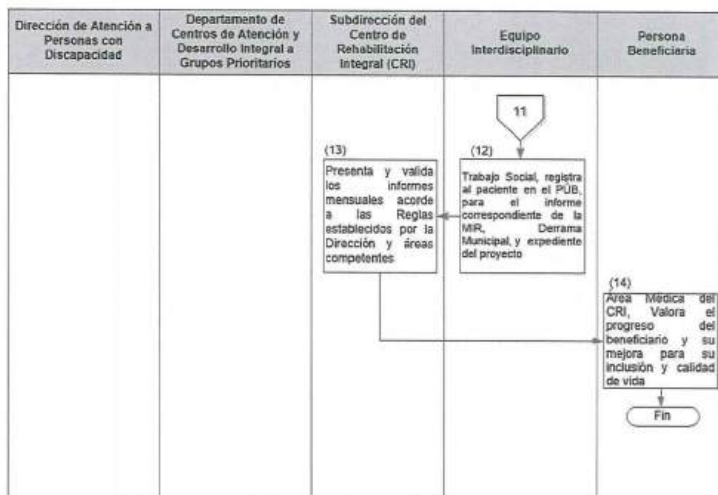 Dirección de Atención a
Personas con
Discapacidad
Departamento de
Centros de Atención y
Desarrollo Integral a
Grupos Prioritarios
Subdirección del
Centro de
Rehabilitación
Integral (CRI)
Equipo
Interdisciplinario
Persona
Beneficiaria
11
(12)
Trabajo Social, registra
al paciente en el PUB,
para el informe
correspondiente de la
MIR, Derrama
Municipal, y expediente
del proyecto
(13)
Presenta y valida
los informes
mensuales acorde
a las Reglas
establecidos por la
Dirección y áreas
competentes
(14)
Área Médica del
CRI, Valora el
progreso del
beneficiario y su
mejora para su
inclusión y calidad
de vida
Fin